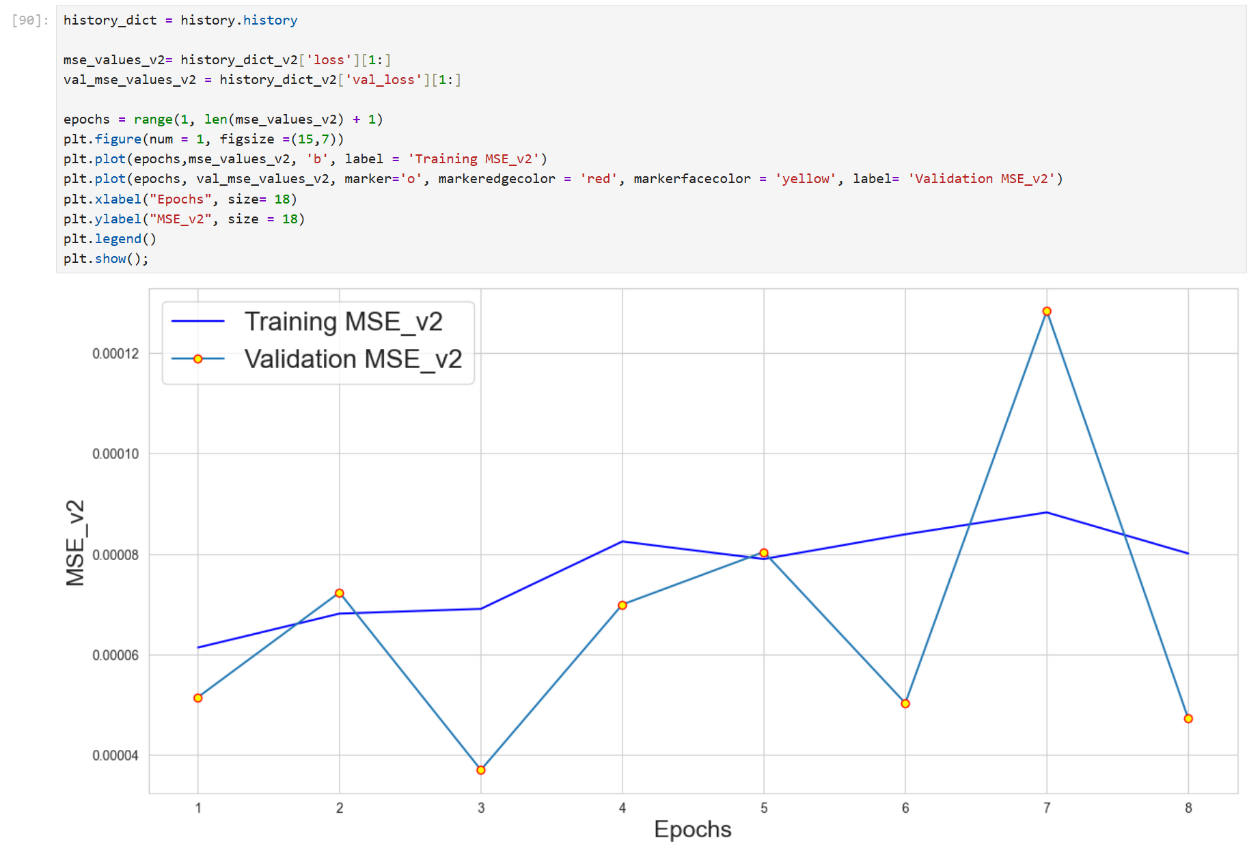 [90]: history_dict = history.history
mse_values_v2= history_dict_v2['loss'][1:]
val_mse_values_v2 = history_dict_v2['val_loss'][1:]
epochs = range(1, len(mse_values_v2) + 1)
plt.figure(num = 1, figsize =(15,7))
plt.plot(epochs,mse_values_v2, 'b', label = 'Training MSE_v2')
plt.plot(epochs, val_mse_values_v2, marker='o', markeredgecolor = 'red', markerfacecolor = 'yellow', label= 'Validation MSE_v2')
plt.xlabel("Epochs", size= 18)
plt.ylabel("MSE_v2", size = 18)
plt.legend()
plt.show();
Training MSE_v2
Validation MSE_v2
0.00012
0.00010
0.00008
0.00006
0.00004
MSE_v2
1 2 3 4 5 6 7 8
Epochs